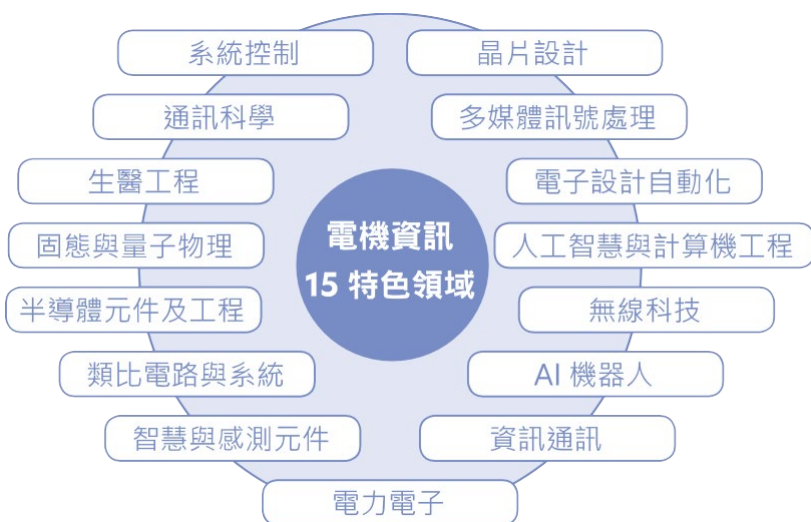 系統控制
晶片設計
通訊科學
多媒體訊號處理
生醫工程
電子設計自動化
電機資訊
15 特色領域
固態與量子物理
人工智慧與計算機工程
半導體元件及工程
無線科技
類比電路與系統
AI 機器人
智慧與感測元件
資訊通訊
電力電子